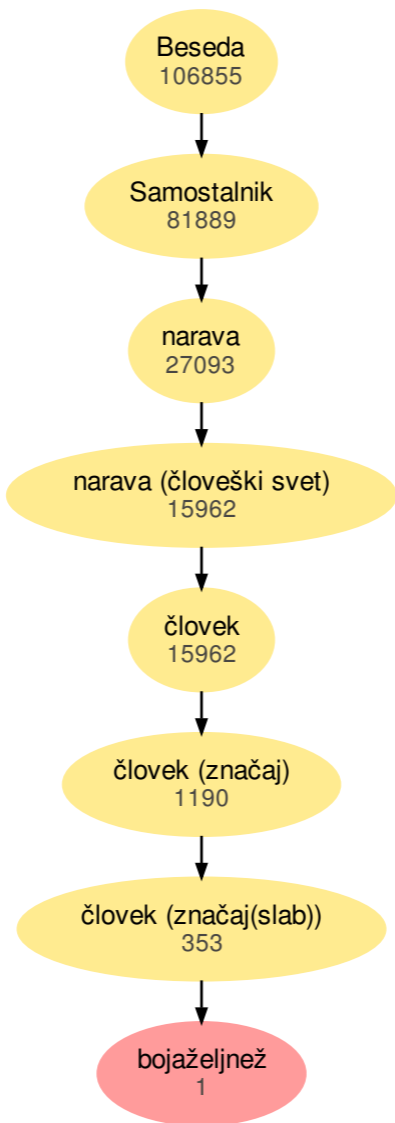 Beseda
106855
Samostalnik
81889
narava
27093
narava (človeški svet)
15962
človek
15962
človek (značaj)
1190
človek (značaj(slab))
353
bojaželjnež
1